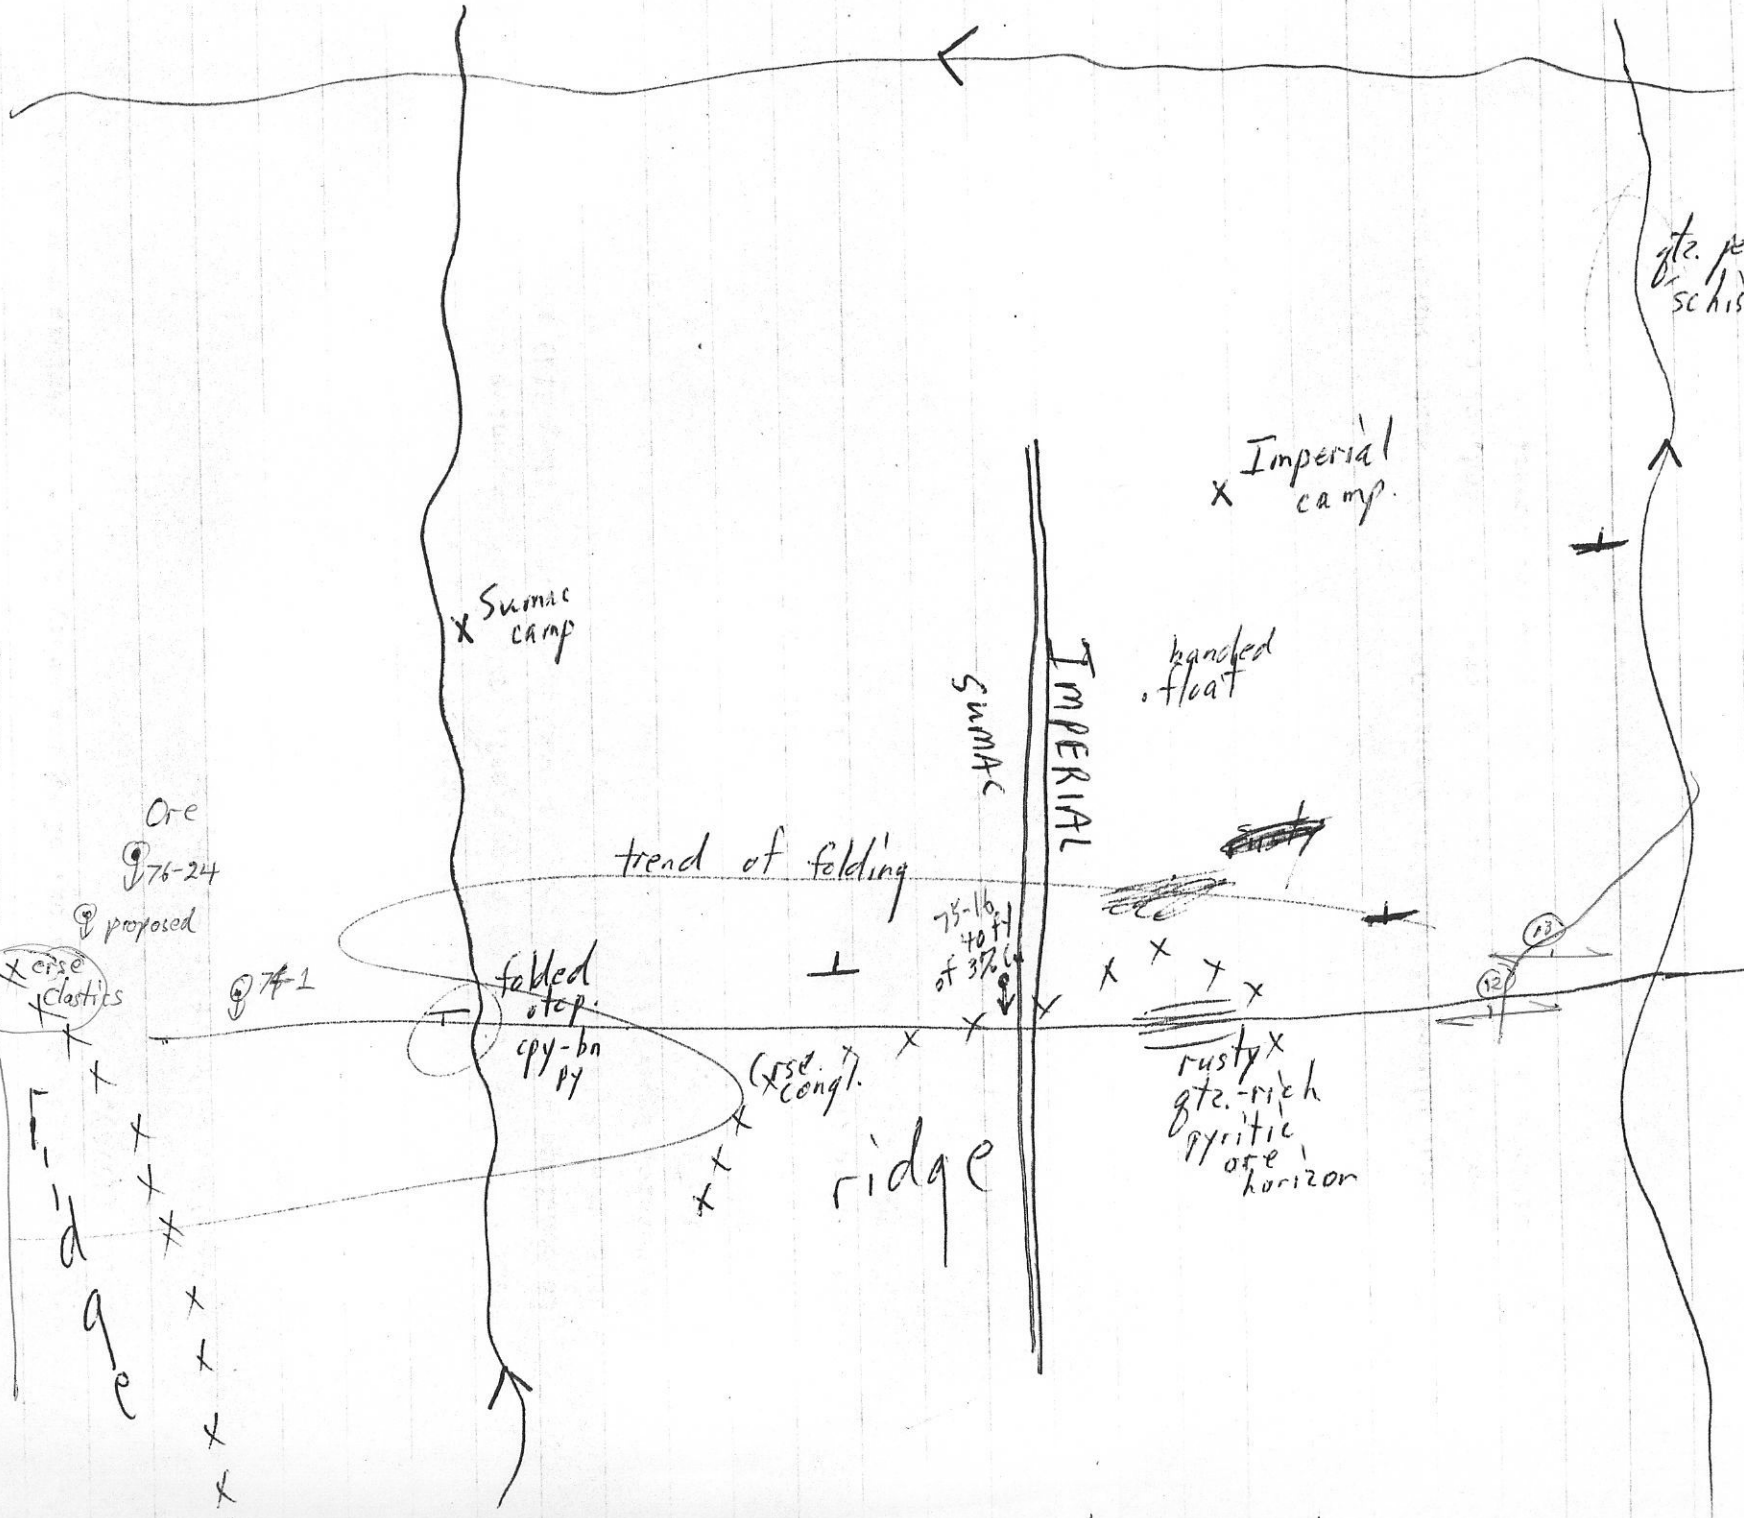 qtz.
schis
Imperial
camp.
Sumac
camp
banded
float
SUMAC
IMPERIAL
Ore
76-24
proposed
trend of folding
75-16
40 ft
of 3% Cu
crse
clastics
74-1
folded
otcp.
cpy-bn
py
crse.
congl.
13
12
rusty
qtz.-rich
pyritic
ore
horizon
ridge
ridge